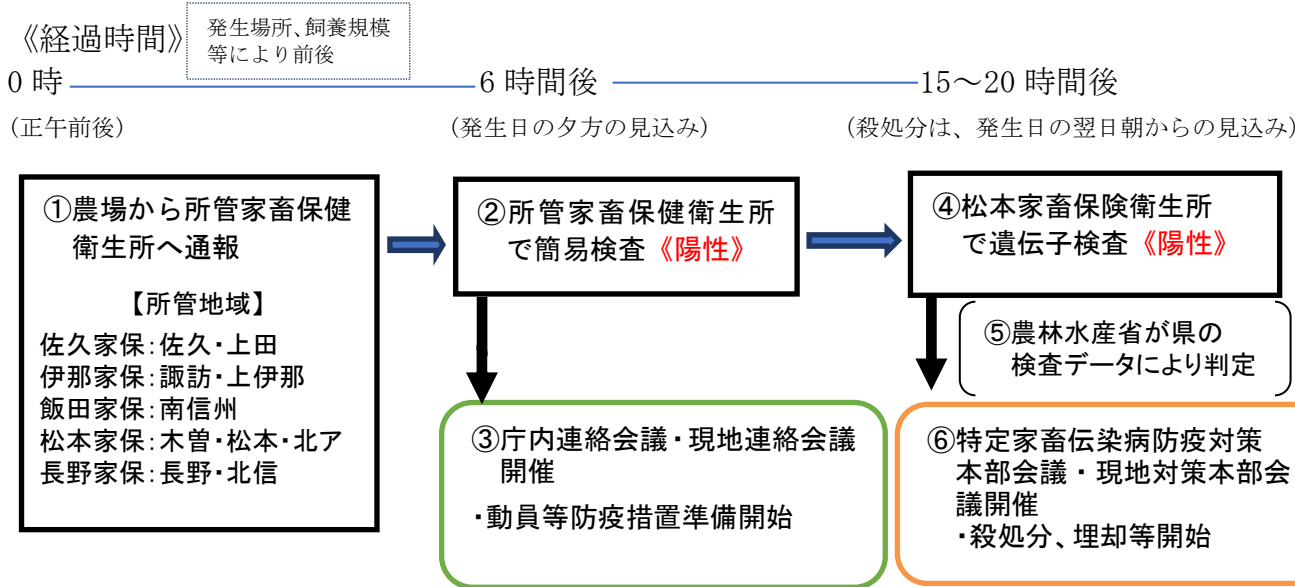 《経過時間》
発生場所、飼養規模
等により前後
0 時
6 時間後
15～20 時間後
(正午前後)
(発生日の夕方の見込み)
(殺処分は、発生日の翌日朝からの見込み)
①農場から所管家畜保健
衛生所へ通報
【所管地域】
佐久家保：佐久・上田
伊那家保：諏訪・上伊那
飯田家保：南信州
松本家保：木曽・松本・北ア
長野家保：長野・北信
②所管家畜保健衛生所
で簡易検査《陽性》
③庁内連絡会議・現地連絡会議
開催
・動員等防疫措置準備開始
④松本家畜保険衛生所
で遺伝子検査《陽性》
⑤農林水産省が県の
検査データにより判定
⑥特定家畜伝染病防疫対策
本部会議・現地対策本部会
議開催
・殺処分、埋却等開始